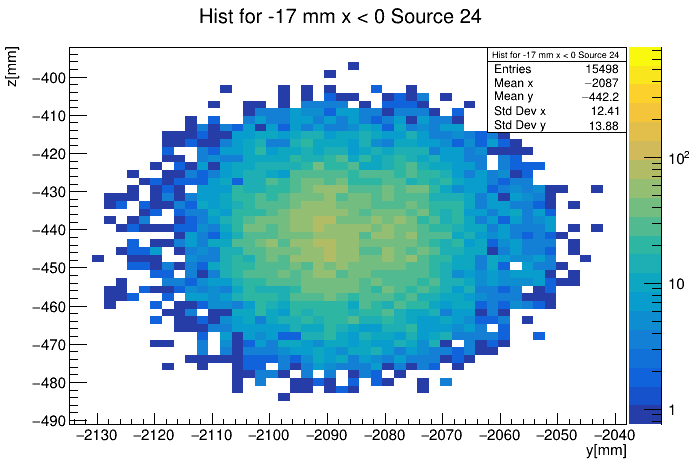 Hist for -17 mm x < 0 Source 24
z[mm]
Hist for -17 mm x < 0 Source 24
Entries 15498
Mean x −2087
Mean y −442.2
Std Dev x 12.41
Std Dev y 13.88
−400
−410
−420
−430
−440
−450
−460
−470
−480
−490
10²
10
1
−2130 −2120 −2110 −2100 −2090 −2080 −2070 −2060 −2050 −2040
y[mm]